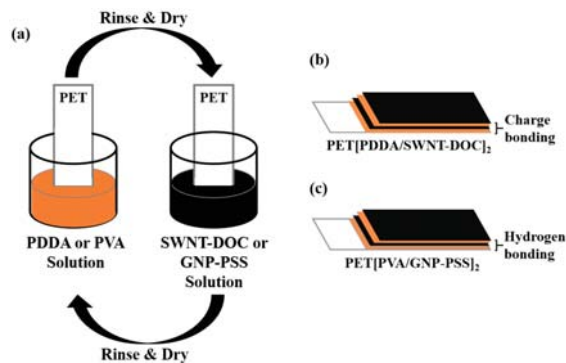 (a)
Rinse & Dry
PET
PET
PDDA or PVA
Solution
SWNT-DOC or
GNP-PSS
Solution
Rinse & Dry
(b)
Charge
bonding
PET[PDDA/SWNT-DOC]2
(c)
Hydrogen
bonding
PET[PVA/GNP-PSS]2